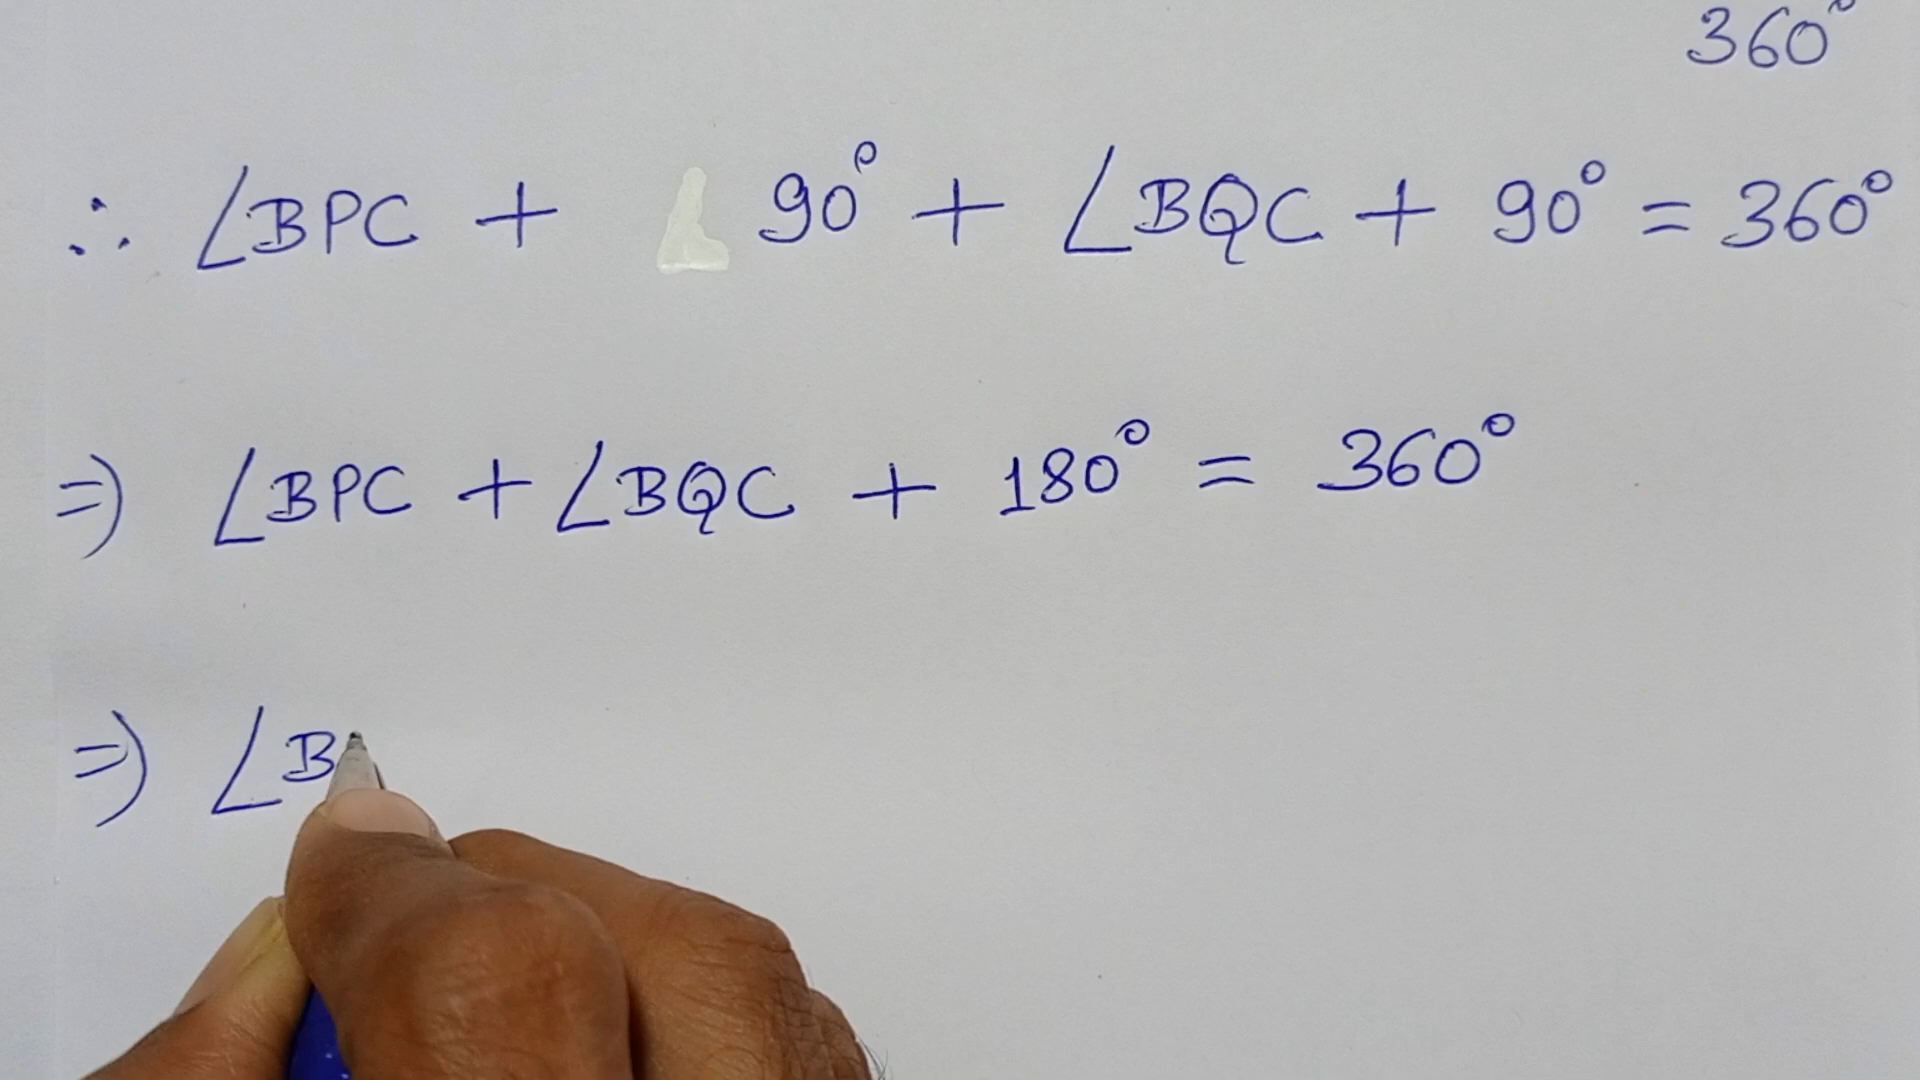 360°
∴ ∠BPC + 90° + ∠BQC + 90° = 360°
⇒ ∠BPC + ∠BQC + 180° = 360°
⇒ ∠B